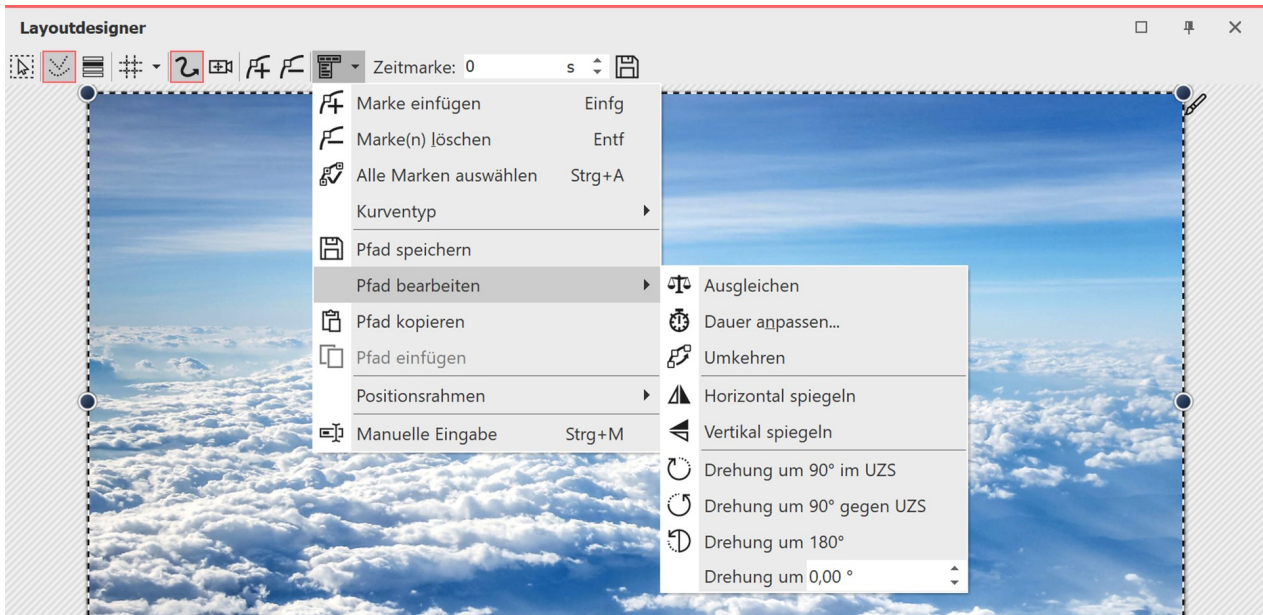 Layoutdesigner
Zeitmarke: 0 s
Marke einfügen Einfg
Marke(n) löschen Entf
Alle Marken auswählen Strg+A
Kurventyp
Pfad speichern
Pfad bearbeiten
Pfad kopieren
Pfad einfügen
Positionsrahmen
Manuelle Eingabe Strg+M
Ausgleichen
Dauer anpassen...
Umkehren
Horizontal spiegeln
Vertikal spiegeln
Drehung um 90° im UZS
Drehung um 90° gegen UZS
Drehung um 180°
Drehung um 0,00 °